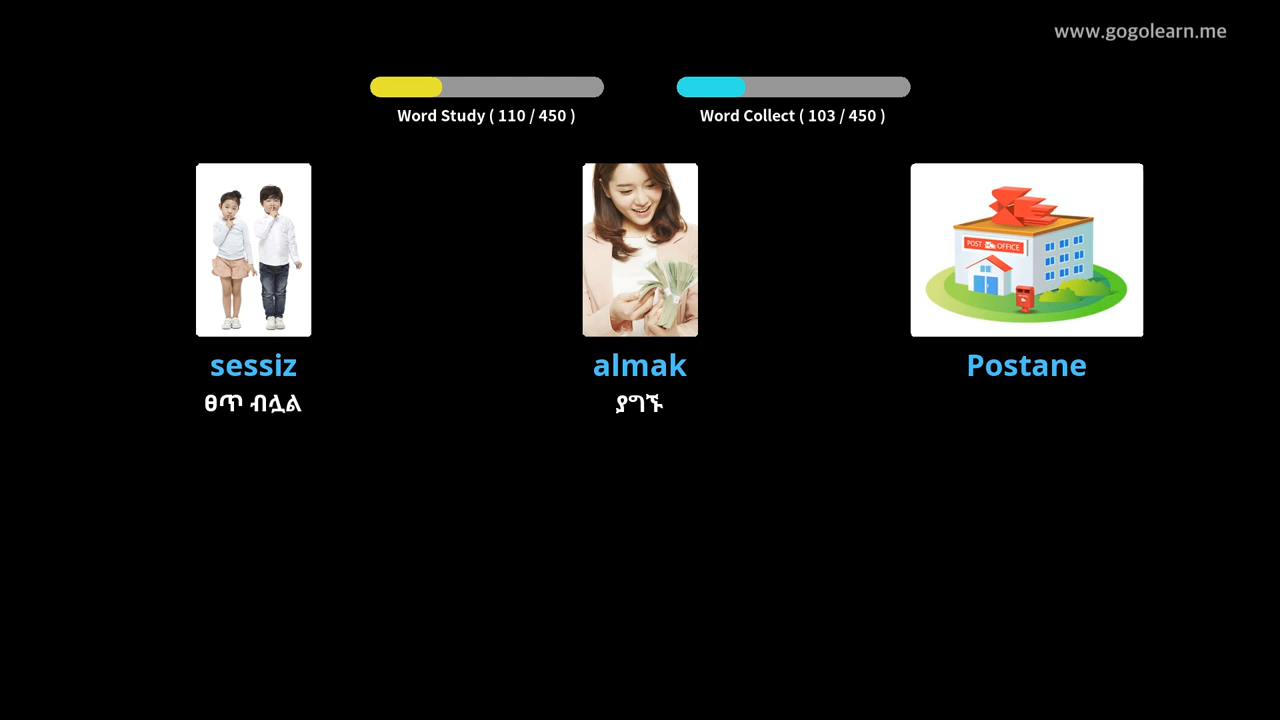 www.gogolearn.me
Word Study ( 110 / 450 )
Word Collect ( 103 / 450 )
POST OFFICE
sessiz
almak
Postane
ፀጥ ብሏል
ያግኙ